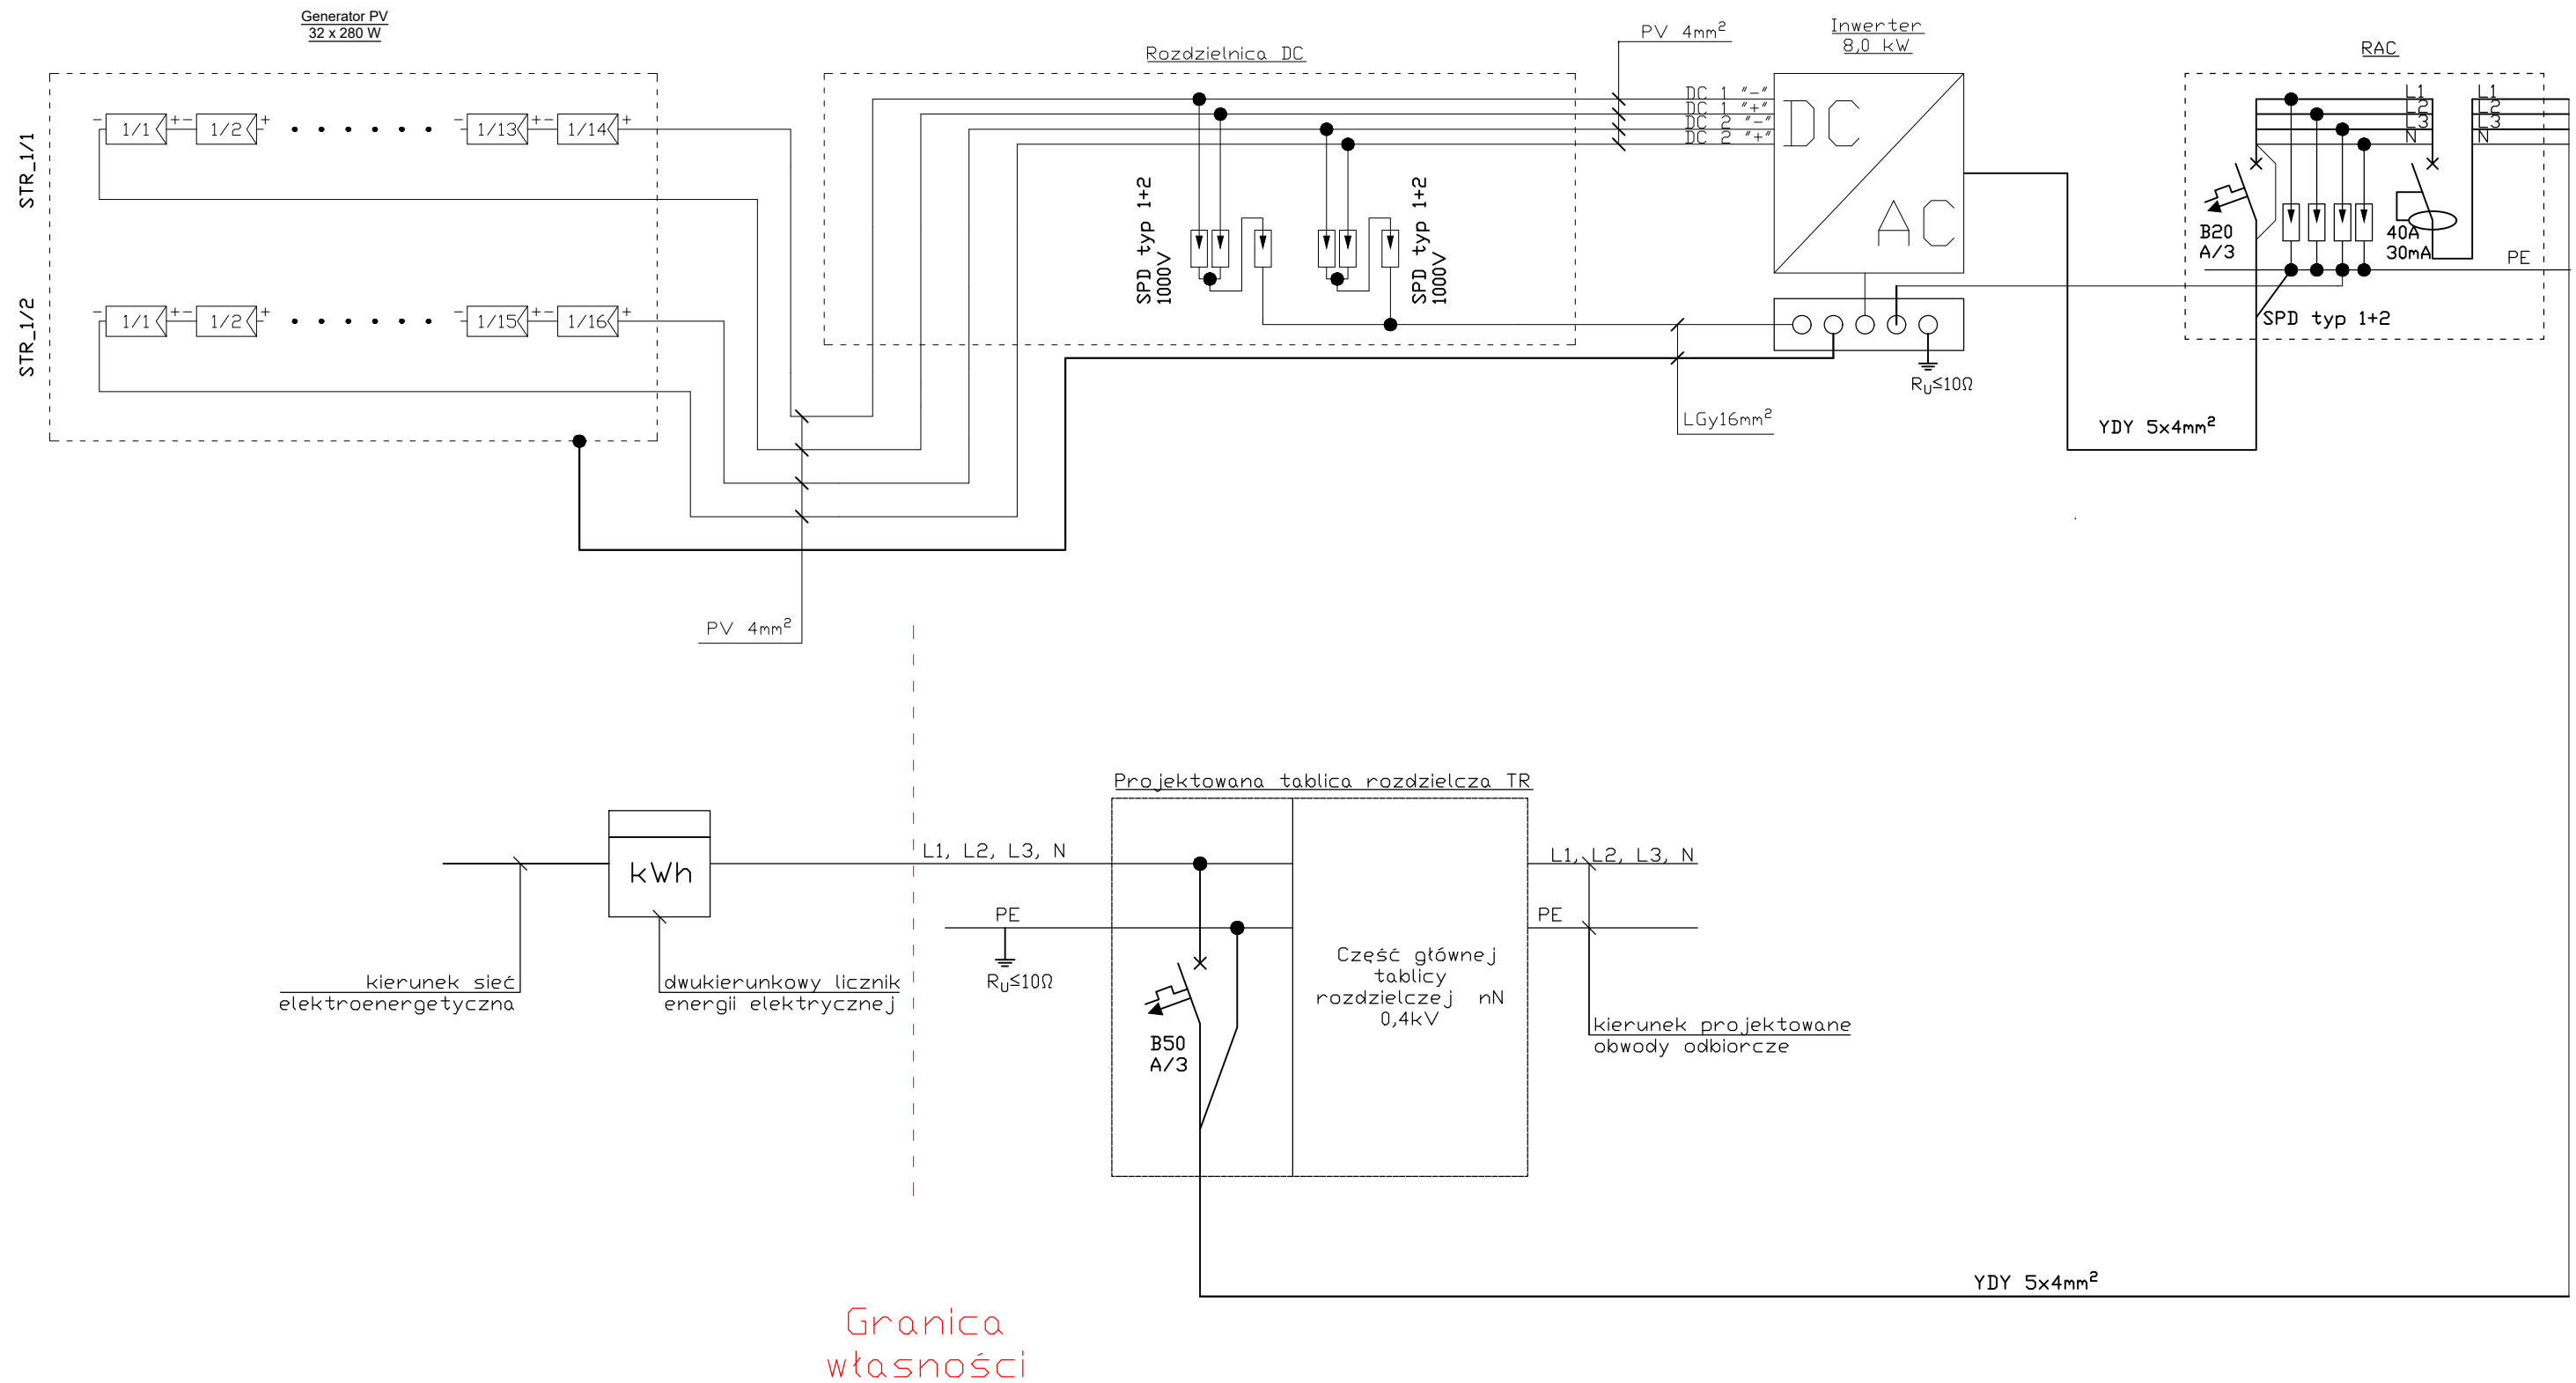 Generator PV
32 x 280 W
STR_1/1
- 1/1 + - 1/2 + - 1/13 + - 1/14 +
STR_1/2
- 1/1 + - 1/2 + - 1/15 + - 1/16 +
PV 4mm²
Rozdzielnica DC
SPD typ 1+2
1000V
SPD typ 1+2
1000V
PV 4mm²
DC 1 "-"
DC 1 "+"
DC 2 "-"
DC 2 "+"
Inwerter
8,0 kW
DC
AC
LGy16mm²
RU≤10Ω
YDY 5x4mm²
RAC
L1
L2
L3
N
L1
L2
L3
N
B20
A/3
40A
30mA
PE
SPD typ 1+2
kWh
kierunek sieć
elektroenergetyczna
dwukierunkowy licznik
energii elektrycznej
Projektowana tablica rozdzielcza TR
L1, L2, L3, N
PE
RU≤10Ω
B50
A/3
Część głównej
tablicy
rozdzielczej nN
0,4kV
L1, L2, L3, N
PE
kierunek projektowane
obwody odbiorcze
YDY 5x4mm²
Granica
własności